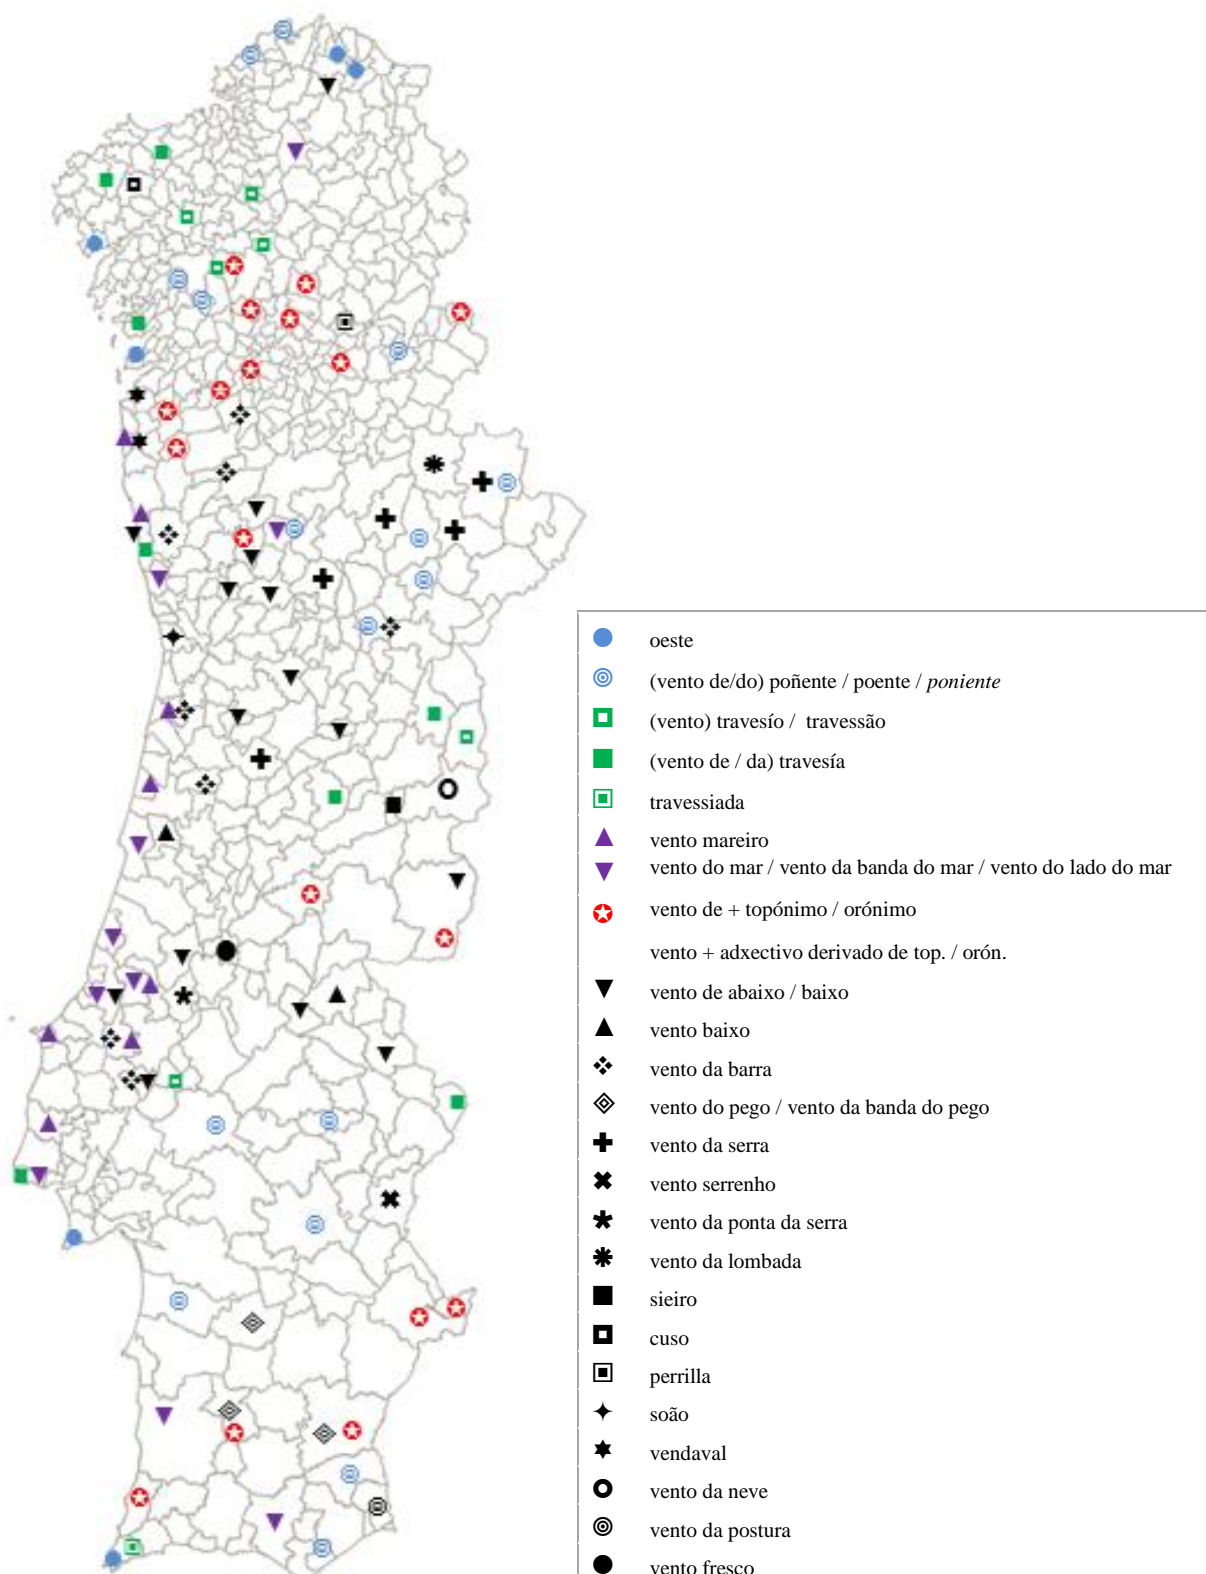 oeste
(vento de/do) poñente / poente / poniente
(vento) travesío / travessão
(vento de / da) travesía
travessiada
vento mareiro
vento do mar / vento da banda do mar / vento do lado do mar
vento de + topónimo / orónimo
vento + adxectivo derivado de top. / orón.
vento de abaixo / baixo
vento baixo
vento da barra
vento do pego / vento da banda do pego
vento da serra
vento serrenho
vento da ponta da serra
vento da lombada
sieiro
cuso
perrilla
soão
vendaval
vento da neve
vento da postura
vento fresco